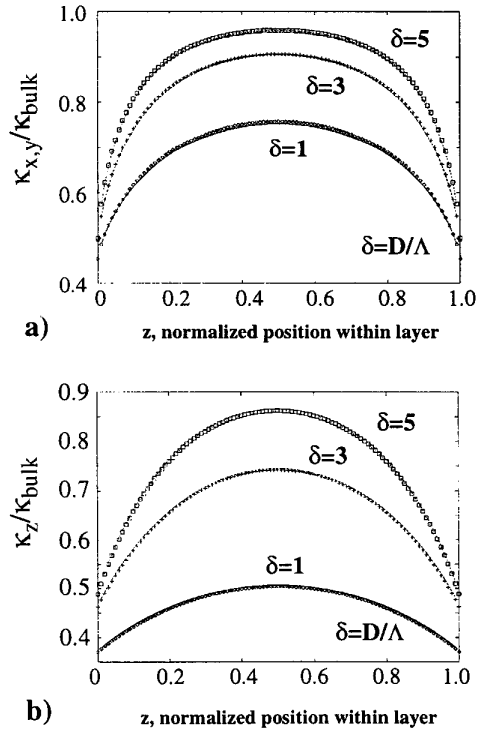 1.0
0.8
0.6
0.4
κx,y/κbulk
δ=5
δ=3
δ=1
δ=D/Λ
0 0.2 0.4 0.6 0.8 1.0
a) z, normalized position within layer
0.9
0.8
0.7
0.6
0.5
0.4
κz/κbulk
δ=5
δ=3
δ=1
δ=D/Λ
0 0.2 0.4 0.6 0.8 1.0
b) z, normalized position within layer